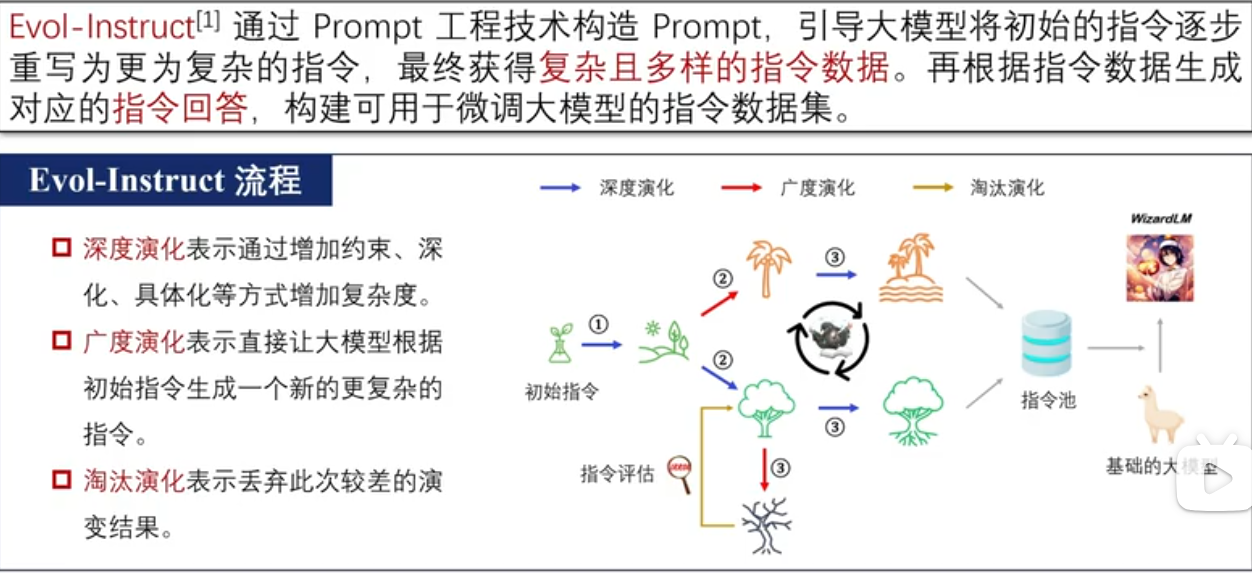 Evol-Instruct[1] 通过 Prompt 工程技术构造 Prompt，引导大模型将初始的指令逐步
重写为更为复杂的指令，最终获得复杂且多样的指令数据。再根据指令数据生成
对应的指令回答，构建可用于微调大模型的指令数据集。
Evol-Instruct 流程
深度演化表示通过增加约束、深
化、具体化等方式增加复杂度。
广度演化表示直接让大模型根据
初始指令生成一个新的更复杂的
指令。
淘汰演化表示丢弃此次较差的演
变结果。
深度演化 广度演化 淘汰演化
WizardLM
② ③
①
初始指令
②
③
指令池
指令评估
③
基础的大模型